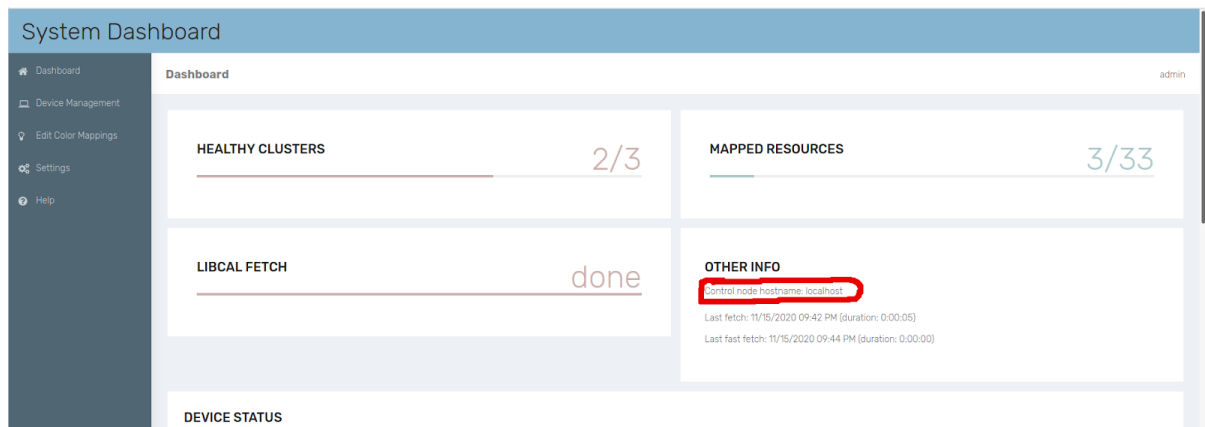 System Dashboard
Dashboard
Device Management
Edit Color Mappings
Settings
Help
Dashboard
admin
HEALTHY CLUSTERS
2/3
MAPPED RESOURCES
3/33
LIBCAL FETCH
done
OTHER INFO
Control node hostname: localhost
Last fetch: 11/15/2020 09:42 PM (duration: 0:00:05)
Last fast fetch: 11/15/2020 09:44 PM (duration: 0:00:00)
DEVICE STATUS